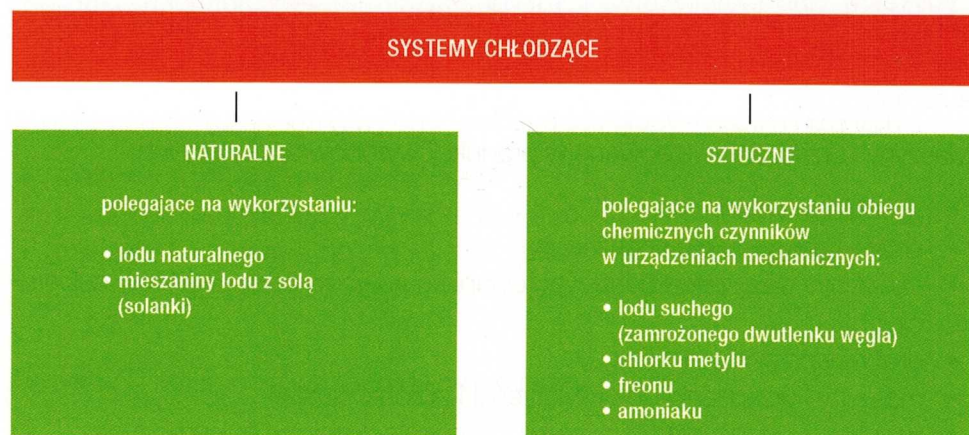 SYSTEMY CHŁODZĄCE
NATURALNE
polegające na wykorzystaniu:
• lodu naturalnego
• mieszaniny lodu z solą
(solanki)
SZTUCZNE
polegające na wykorzystaniu obiegu
chemicznych czynników
w urządzeniach mechanicznych:
• lodu suchego
(zamrożonego dwutlenku węgla)
• chlorku metylu
• freonu
• amoniaku